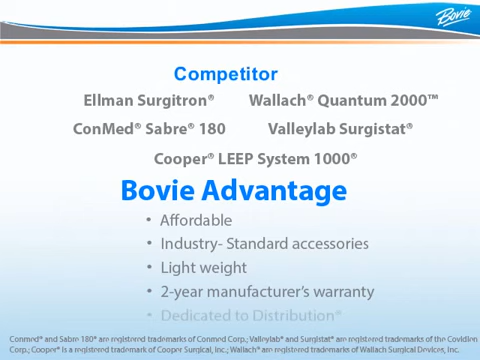 Bovie
Competitor
Ellman Surgitron® Wallach® Quantum 2000™
ConMed® Sabre® 180 Valleylab Surgistat®
Cooper® LEEP System 1000®
Bovie Advantage
• Affordable
• Industry- Standard accessories
• Light weight
• 2-year manufacturer's warranty
• Dedicated to Distribution®
Conmed® and Sabre 180® are registered trademarks of Conmed Corp.; Valleylab® and Surgistat® are registered trademarks of the Covidien
Corp.; Cooper® is a registered trademark of Cooper Surgical, Inc.; Wallach® are registered trademarks of Wallach Surgical Devices, Inc.